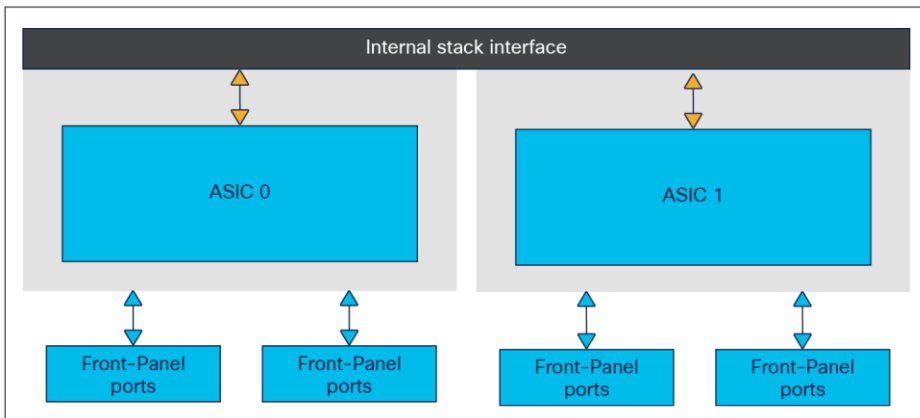 Internal stack interface
ASIC 0
ASIC 1
Front-Panel
ports
Front-Panel
ports
Front-Panel
ports
Front-Panel
ports